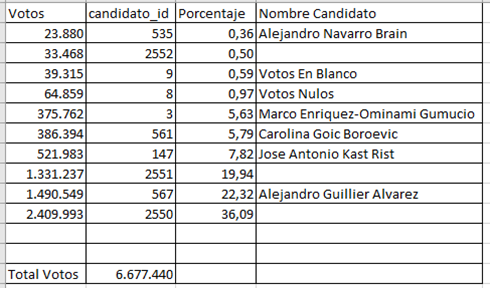 Votos candidato_id Porcentaje Nombre Candidato
23.880 535 0,36 Alejandro Navarro Brain
33.468 2552 0,50
39.315 9 0,59 Votos En Blanco
64.859 8 0,97 Votos Nulos
375.762 3 5,63 Marco Enriquez-Ominami Gumucio
386.394 561 5,79 Carolina Goic Boroevic
521.983 147 7,82 Jose Antonio Kast Rist
1.331.237 2551 19,94
1.490.549 567 22,32 Alejandro Guillier Alvarez
2.409.993 2550 36,09
Total Votos 6.677.440